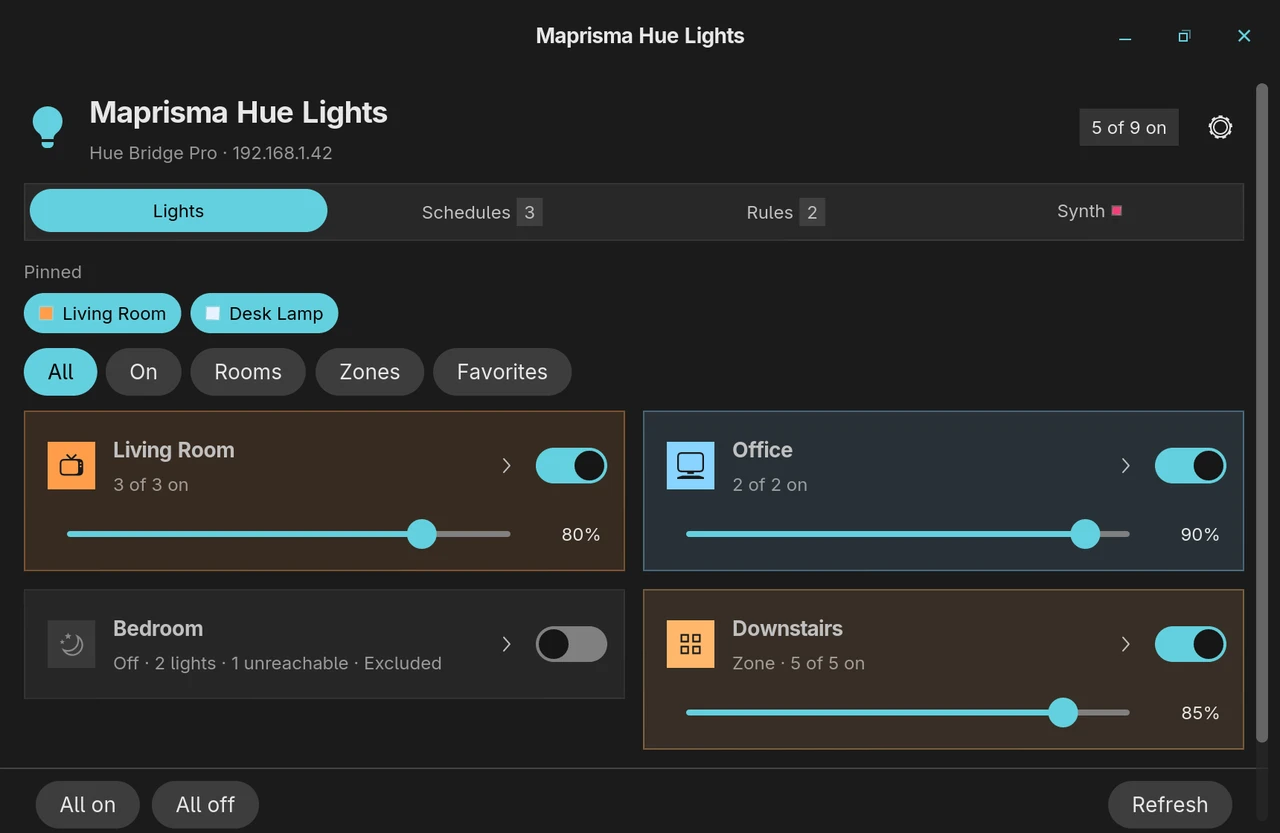 Maprisma Hue Lights
Maprisma Hue Lights
Hue Bridge Pro · 192.168.1.42
5 of 9 on
Lights
Schedules 3
Rules 2
Synth
Pinned
Living Room
Desk Lamp
All
On
Rooms
Zones
Favorites
Living Room
3 of 3 on
80%
Office
2 of 2 on
90%
Bedroom
Off · 2 lights · 1 unreachable · Excluded
Downstairs
Zone · 5 of 5 on
85%
All on
All off
Refresh